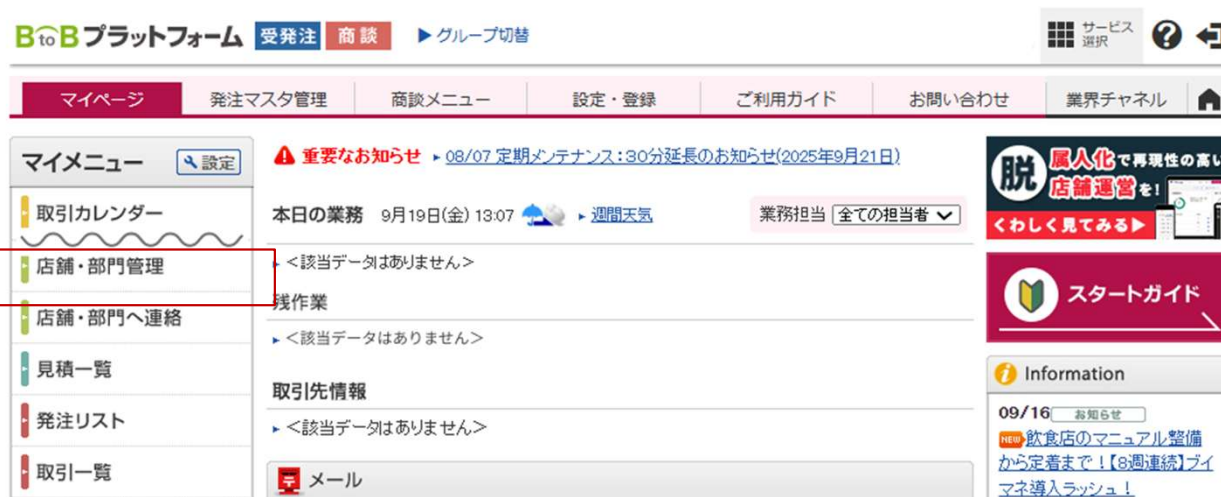 BtoBプラットフォーム 受発注 商談 ▶グループ切替 サービス選択
マイページ 発注マスタ管理 商談メニュー 設定・登録 ご利用ガイド お問い合わせ 業界チャネル
マイメニュー 設定
取引カレンダー
店舗・部門管理
店舗・部門へ連絡
見積一覧
発注リスト
取引一覧
重要なお知らせ 08/07 定期メンテナンス：30分延長のお知らせ(2025年9月21日)
本日の業務 9月19日(金) 13:07 週間天気 業務担当 全ての担当者
＜該当データはありません＞
残作業
＜該当データはありません＞
取引先情報
＜該当データはありません＞
メール
脱 属人化で再現性の高い
店舗運営を!
くわしく見てみる▶
スタートガイド
Information
09/16 お知らせ
NEW 飲食店のマニュアル整備
から定着まで！【8週連続】ブイ
マネ導入ラッシュ！